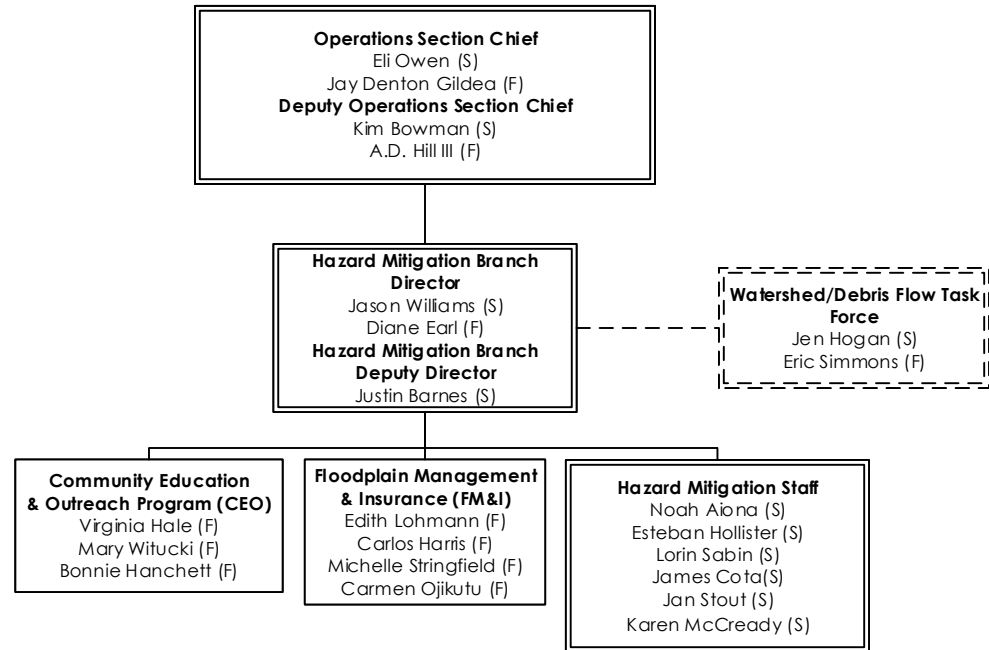 Operations Section Chief
Eli Owen (S)
Jay Denton Gildea (F)
Deputy Operations Section Chief
Kim Bowman (S)
A.D. Hill III (F)
Hazard Mitigation Branch
Director
Jason Williams (S)
Diane Earl (F)
Hazard Mitigation Branch
Deputy Director
Justin Barnes (S)
Watershed/Debris Flow Task
Force
Jen Hogan (S)
Eric Simmons (F)
Community Education
& Outreach Program (CEO)
Virginia Hale (F)
Mary Witucki (F)
Bonnie Hanchett (F)
Floodplain Management
& Insurance (FM&I)
Edith Lohmann (F)
Carlos Harris (F)
Michelle Stringfield (F)
Carmen Ojikutu (F)
Hazard Mitigation Staff
Noah Aiona (S)
Esteban Hollister (S)
Lorin Sabin (S)
James Cota(S)
Jan Stout (S)
Karen McCready (S)